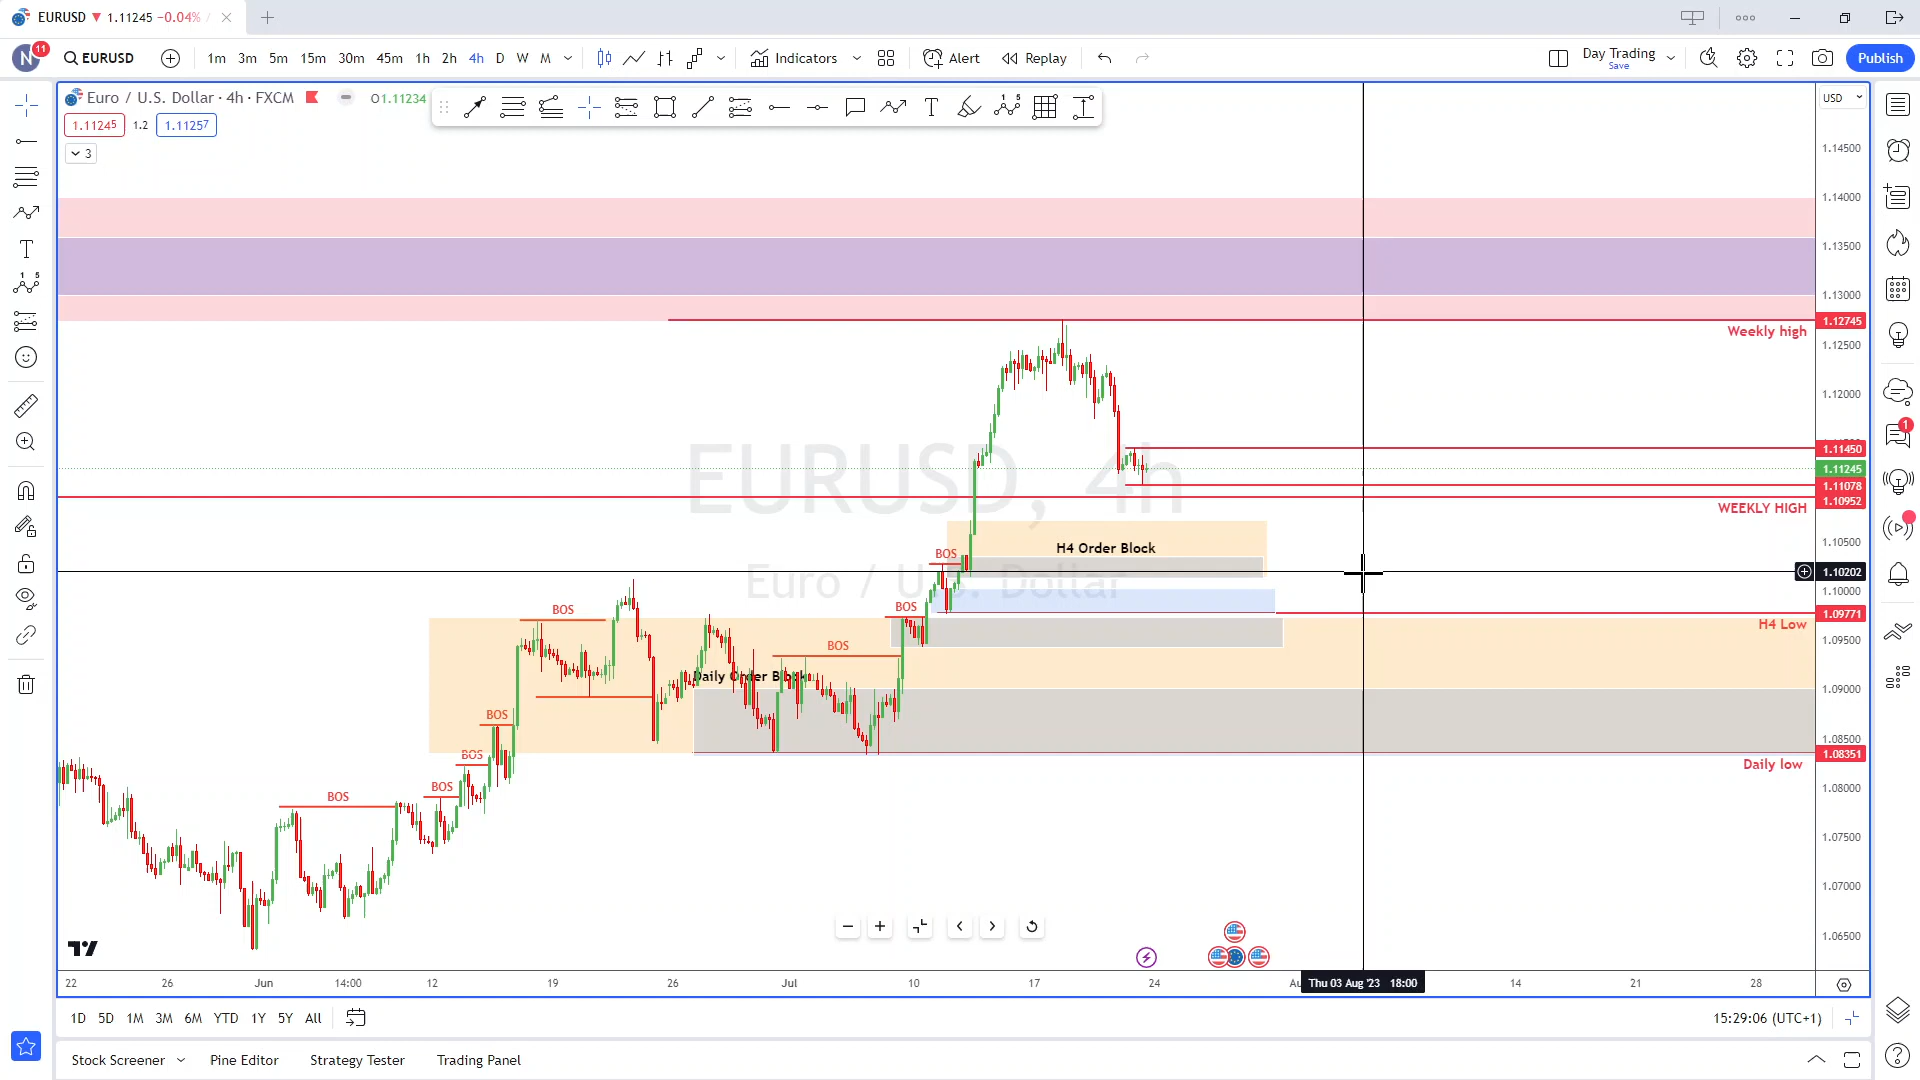 EURUSD ▼ 1.11245 −0.04% /
N 11 EURUSD 1m 3m 5m 15m 30m 45m 1h 2h 4h D W M Indicators Alert Replay Day Trading Save Publish
Euro / U.S. Dollar · 4h · FXCM O1.11234
1.11245 1.2 1.11257
3
USD
1.14500
1.14000
1.13500
1.13000
1.12745
Weekly high
1.12500
1.12000
1.11450
1.11245
1.11078
1.10952
WEEKLY HIGH
EURUSD, 4h
Euro / U.S. Dollar
1.10500
H4 Order Block
BOS
1.10202
1.10000
BOS
BOS
1.09771
H4 Low
1.09500
BOS
Daily Order Block
1.09000
BOS
1.08500
BOS
1.08351
Daily low
BOS
1.08000
BOS
1.07500
1.07000
1.06500
22 26 Jun 14:00 12 19 26 Jul 10 17 24 Thu 03 Aug '23 18:00 14 21 28
1D 5D 1M 3M 6M YTD 1Y 5Y All
15:29:06 (UTC+1)
Stock Screener Pine Editor Strategy Tester Trading Panel